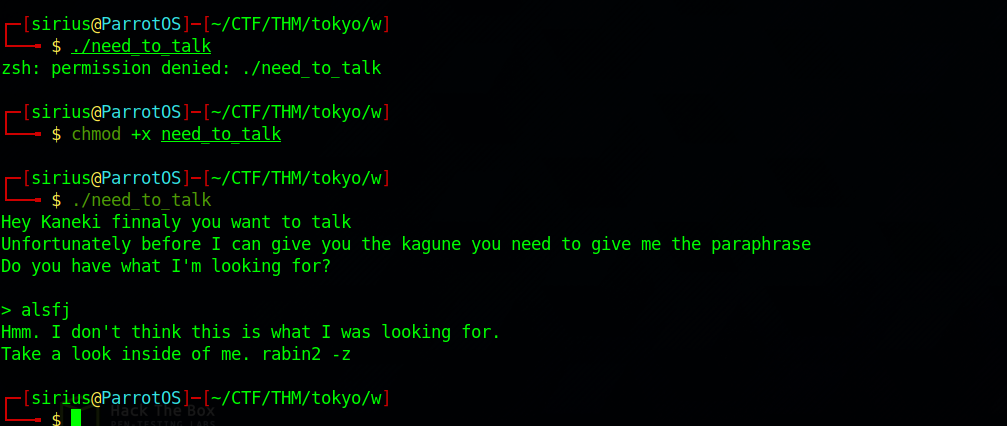 ┌─[sirius@ParrotOS]─[~/CTF/THM/tokyo/w]
└──╼ $ ./need_to_talk
zsh: permission denied: ./need_to_talk
┌─[sirius@ParrotOS]─[~/CTF/THM/tokyo/w]
└──╼ $ chmod +x need_to_talk
┌─[sirius@ParrotOS]─[~/CTF/THM/tokyo/w]
└──╼ $ ./need_to_talk
Hey Kaneki finnaly you want to talk
Unfortunately before I can give you the kagune you need to give me the paraphrase
Do you have what I'm looking for?
> alsfj
Hmm. I don't think this is what I was looking for.
Take a look inside of me. rabin2 -z
┌─[sirius@ParrotOS]─[~/CTF/THM/tokyo/w]
└──╼ $
Hack The Box
PEN-TESTING LABS